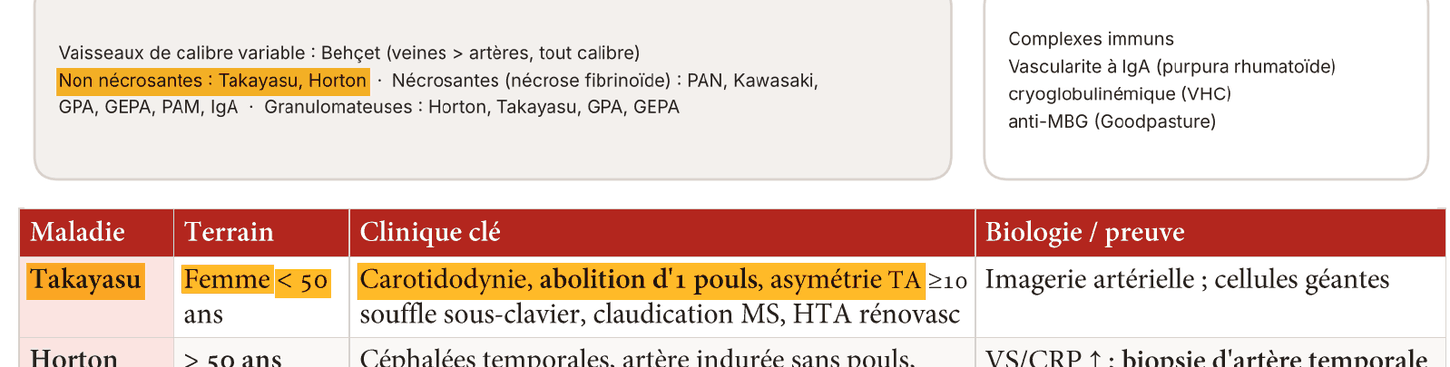 Vaisseaux de calibre variable : Behçet (veines > artères, tout calibre)
Non nécrosantes : Takayasu, Horton · Nécrosantes (nécrose fibrinoïde) : PAN, Kawasaki,
GPA, GEPA, PAM, IgA · Granulomateuses : Horton, Takayasu, GPA, GEPA
Complexes immuns
Vascularite à IgA (purpura rhumatoïde)
cryoglobulinémique (VHC)
anti-MBG (Goodpasture)
Maladie Terrain Clinique clé Biologie / preuve
Takayasu Femme < 50 Carotidodynie, abolition d'1 pouls, asymétrie TA ≥10 Imagerie artérielle ; cellules géantes
ans souffle sous-clavier, claudication MS, HTA rénovasc
Horton > 50 ans Céphalées temporales, artère indurée sans pouls, VS/CRP ↑ ; biopsie d'artère temporale